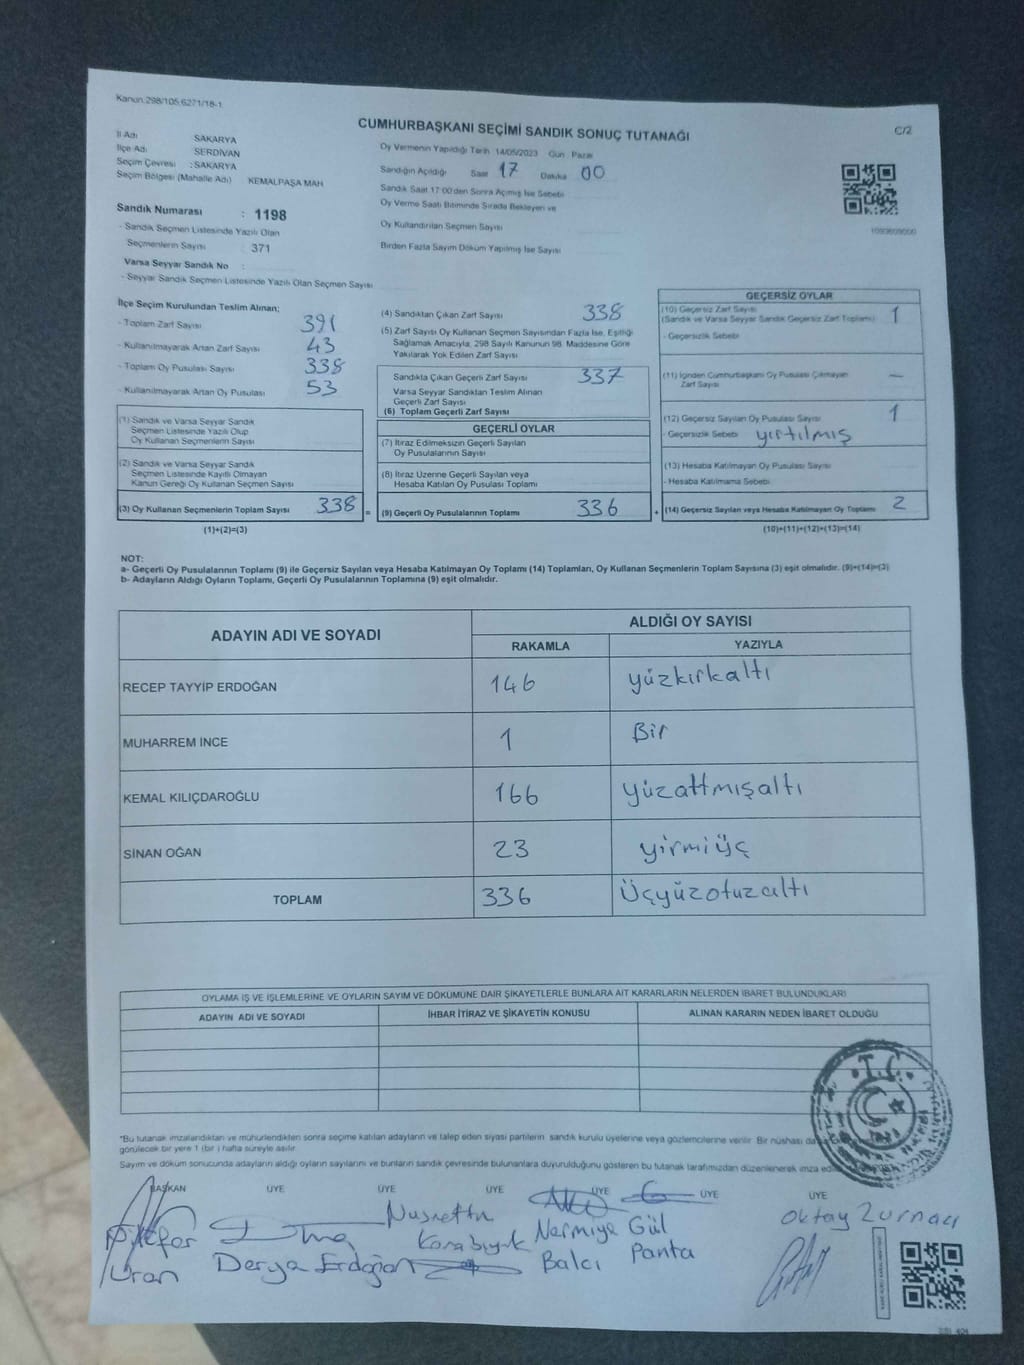 Kanun:298/105,6271/18-1
CUMHURBAŞKANI SEÇİMİ SANDIK SONUÇ TUTANAĞI
C/2
İl Adı SAKARYA
İlçe Adı SERDİVAN
Seçim Çevresi : SAKARYA
Seçim Bölgesi (Mahalle Adı) KEMALPAŞA MAH
Sandık Numarası : 1198
- Sandık Seçmen Listesinde Yazılı Olan
Seçmenlerin Sayısı 371
Varsa Seyyar Sandık No :
- Seyyar Sandık Seçmen Listesinde Yazılı Olan Seçmen Sayısı
Oy Vermenin Yapıldığı Tarih 14/05/2023 Gün Pazar
Sandığın Açıldığı Saat 17 Dakika 00
Sandık Saat 17:00'den Sonra Açılmış İse Sebebi
Oy Verme Saati Bitiminde Sırada Bekleyen ve
Oy Kullandırılan Seçmen Sayısı
Birden Fazla Sayım Döküm Yapılmış İse Sayısı
İlçe Seçim Kurulundan Teslim Alınan:
- Toplam Zarf Sayısı 391
- Kullanılmayarak Artan Zarf Sayısı 43
- Toplam Oy Pusulası Sayısı 338
- Kullanılmayarak Artan Oy Pusulası 53
(1) Sandık ve Varsa Seyyar Sandık
Seçmen Listesinde Yazılı Olup
Oy Kullanan Seçmenlerin Sayısı
(2) Sandık ve Varsa Seyyar Sandık
Seçmen Listesinde Kayıtlı Olmayan
Kanun Gereği Oy Kullanan Seçmen Sayısı
(3) Oy Kullanan Seçmenlerin Toplam Sayısı 338 =
(1)+(2)=(3)
(4) Sandıktan Çıkan Zarf Sayısı 338
(5) Zarf Sayısı Oy Kullanan Seçmen Sayısından Fazla İse, Eşitliği
Sağlamak Amacıyla, 298 Sayılı Kanunun 98. Maddesine Göre
Yakılarak Yok Edilen Zarf Sayısı
Sandıkta Çıkan Geçerli Zarf Sayısı 337
Varsa Seyyar Sandıktan Teslim Alınan
Geçerli Zarf Sayısı
(6) Toplam Geçerli Zarf Sayısı
GEÇERLİ OYLAR
(7) İtiraz Edilmeksizin Geçerli Sayılan
Oy Pusulalarının Sayısı
(8) İtiraz Üzerine Geçerli Sayılan veya
Hesaba Katılan Oy Pusulası Toplamı
(9) Geçerli Oy Pusulalarının Toplamı 336 +
GEÇERSİZ OYLAR
(10) Geçersiz Zarf Sayısı 1
(Sandık ve Varsa Seyyar Sandık Geçersiz Zarf Toplamı)
- Geçersizlik Sebebi
(11) İçinden Cumhurbaşkanı Oy Pusulası Çıkmayan —
Zarf Sayısı
(12) Geçersiz Sayılan Oy Pusulası Sayısı 1
- Geçersizlik Sebebi yırtılmış
(13) Hesaba Katılmayan Oy Pusulası Sayısı
- Hesaba Katılmama Sebebi
(14) Geçersiz Sayılan veya Hesaba Katılmayan Oy Toplamı 2
(10)+(11)+(12)+(13)=(14)
NOT:
a- Geçerli Oy Pusulalarının Toplamı (9) ile Geçersiz Sayılan veya Hesaba Katılmayan Oy Toplamı (14) Toplamları, Oy Kullanan Seçmenlerin Toplam Sayısına (3) eşit olmalıdır. (9)+(14)=(3)
b- Adayların Aldığı Oyların Toplamı, Geçerli Oy Pusulalarının Toplamına (9) eşit olmalıdır.
ADAYIN ADI VE SOYADI ALDIĞI OY SAYISI
RAKAMLA YAZIYLA
RECEP TAYYİP ERDOĞAN 146 yüzkırkaltı
MUHARREM İNCE 1 Bir
KEMAL KILIÇDAROĞLU 166 yüzattmışaltı
SİNAN OĞAN 23 yirmiüç
TOPLAM 336 Üçyüzotuzaltı
OYLAMA İŞ VE İŞLEMLERİNE VE OYLARIN SAYIM VE DÖKÜMÜNE DAİR ŞİKAYETLERLE BUNLARA AİT KARARLARIN NELERDEN İBARET BULUNDUKLARI
ADAYIN ADI VE SOYADI İHBAR İTİRAZ VE ŞİKAYETİN KONUSU ALINAN KARARIN NEDEN İBARET OLDUĞU
T.C.
*Bu tutanak imzalandıktan ve mühürlendikten sonra seçime katılan adayların ve talep eden siyasi partilerin sandık kurulu üyelerine veya gözlemcilerine verilir. Bir nüshası da
görülecek bir yere 1 (bir) hafta süreyle asılır.
Sayım ve döküm sonucunda adayların aldığı oyların sayılarını ve bunların sandık çevresinde bulunanlara duyurulduğunu gösteren bu tutanak tarafımızdan düzenlenerek imza
BAŞKAN ÜYE ÜYE ÜYE ÜYE ÜYE ÜYE
Uran
Derya Erdoğan
Nusrettin
Karabıyık
Nermiye
Balcı
Gül
Panta
Oktay Zurnacı